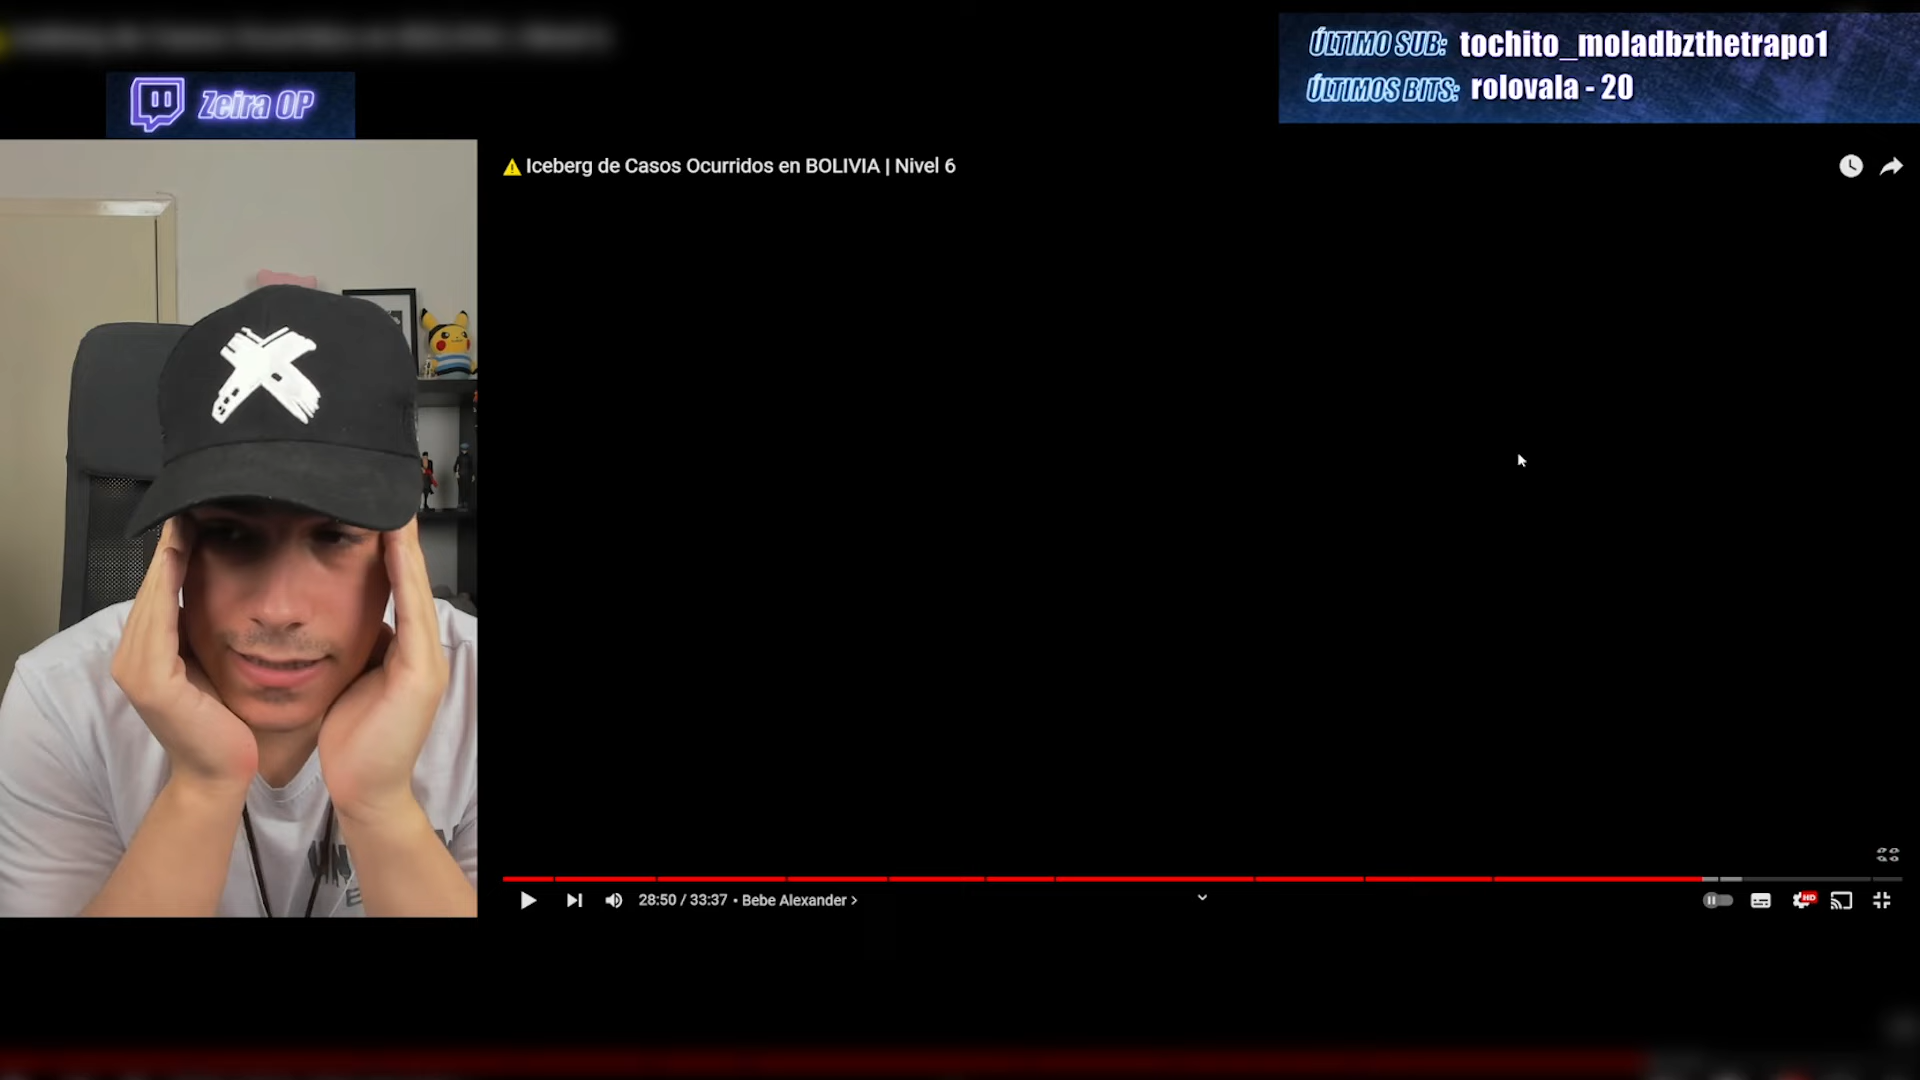 ÚLTIMO SUB: tochito_moladbzthetrapo1
ÚLTIMOS BITS: rolovala - 20
Zeira OP
Iceberg de Casos Ocurridos en BOLIVIA | Nivel 6
28:50 / 33:37 • Bebe Alexander >
HD